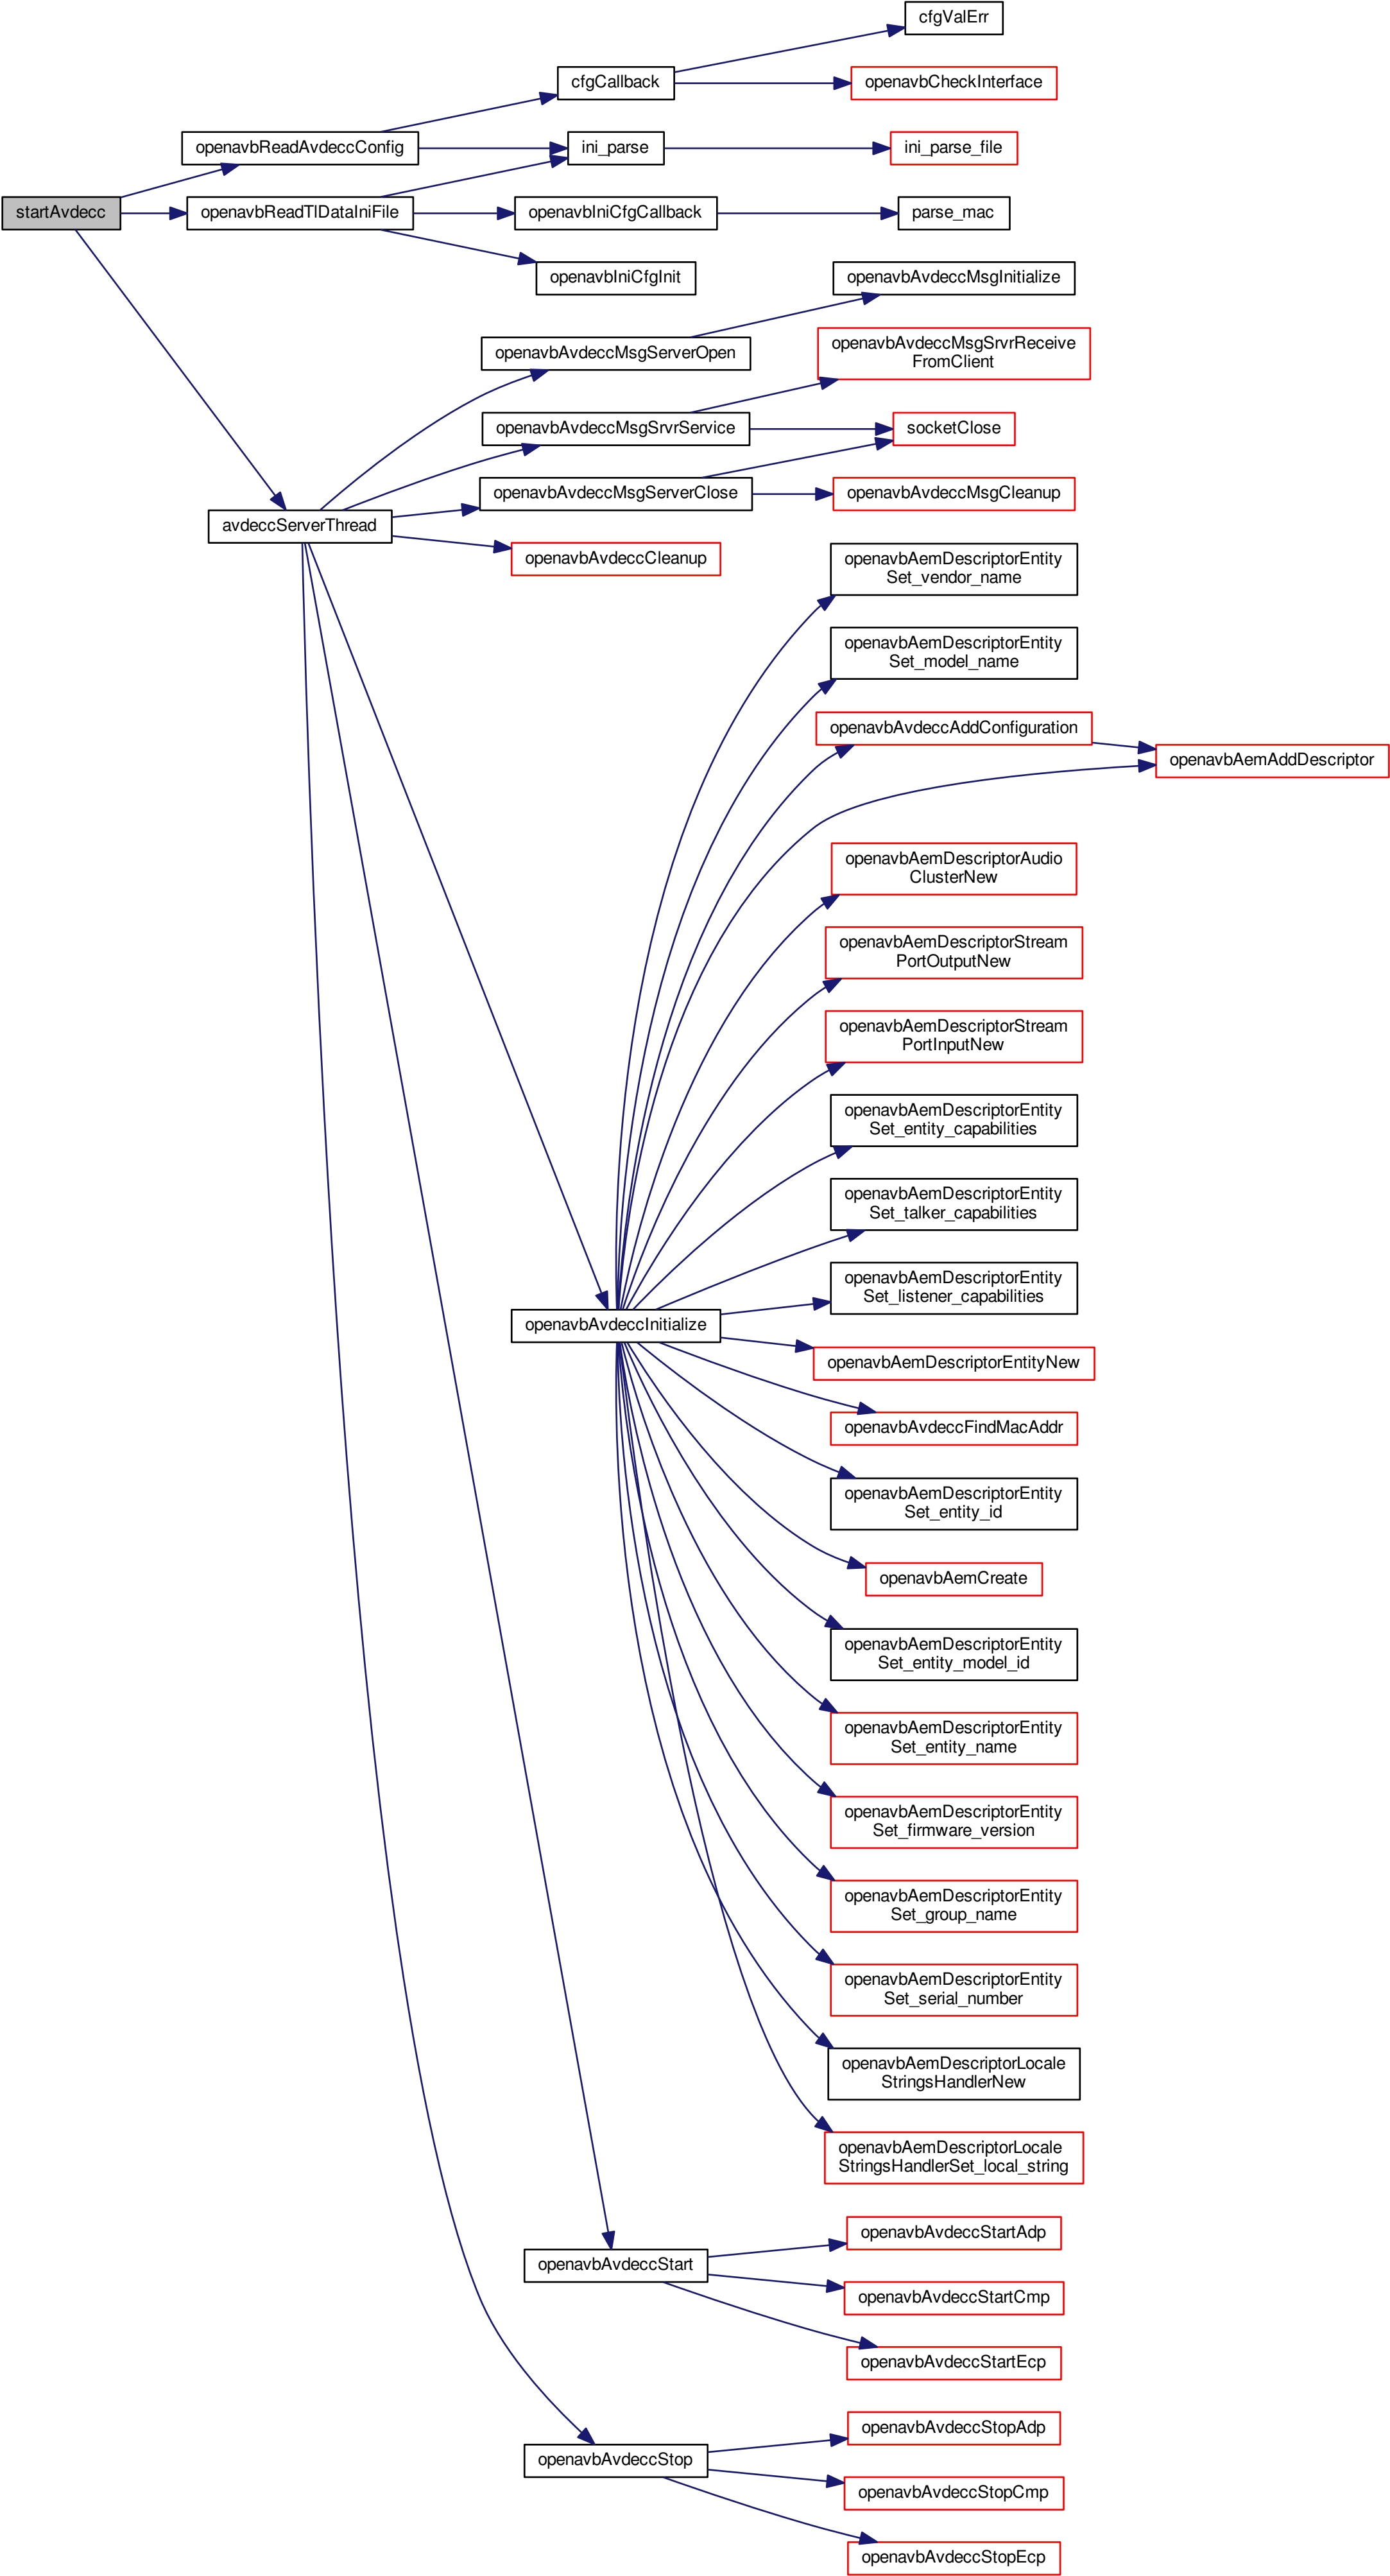 cfgValErr
cfgCallback
openavbCheckInterface
openavbReadAvdeccConfig
ini_parse
ini_parse_file
startAvdecc
openavbReadTlDataIniFile
openavbIniCfgCallback
parse_mac
openavbIniCfgInit
openavbAvdeccMsgInitialize
openavbAvdeccMsgServerOpen
openavbAvdeccMsgSrvrReceive
FromClient
openavbAvdeccMsgSrvrService
socketClose
openavbAvdeccMsgServerClose
openavbAvdeccMsgCleanup
avdeccServerThread
openavbAvdeccCleanup
openavbAemDescriptorEntity
Set_vendor_name
openavbAemDescriptorEntity
Set_model_name
openavbAvdeccAddConfiguration
openavbAemAddDescriptor
openavbAemDescriptorAudio
ClusterNew
openavbAemDescriptorStream
PortOutputNew
openavbAemDescriptorStream
PortInputNew
openavbAemDescriptorEntity
Set_entity_capabilities
openavbAemDescriptorEntity
Set_talker_capabilities
openavbAemDescriptorEntity
Set_listener_capabilities
openavbAvdeccInitialize
openavbAemDescriptorEntityNew
openavbAvdeccFindMacAddr
openavbAemDescriptorEntity
Set_entity_id
openavbAemCreate
openavbAemDescriptorEntity
Set_entity_model_id
openavbAemDescriptorEntity
Set_entity_name
openavbAemDescriptorEntity
Set_firmware_version
openavbAemDescriptorEntity
Set_group_name
openavbAemDescriptorEntity
Set_serial_number
openavbAemDescriptorLocale
StringsHandlerNew
openavbAemDescriptorLocale
StringsHandlerSet_local_string
openavbAvdeccStartAdp
openavbAvdeccStart
openavbAvdeccStartCmp
openavbAvdeccStartEcp
openavbAvdeccStopAdp
openavbAvdeccStop
openavbAvdeccStopCmp
openavbAvdeccStopEcp